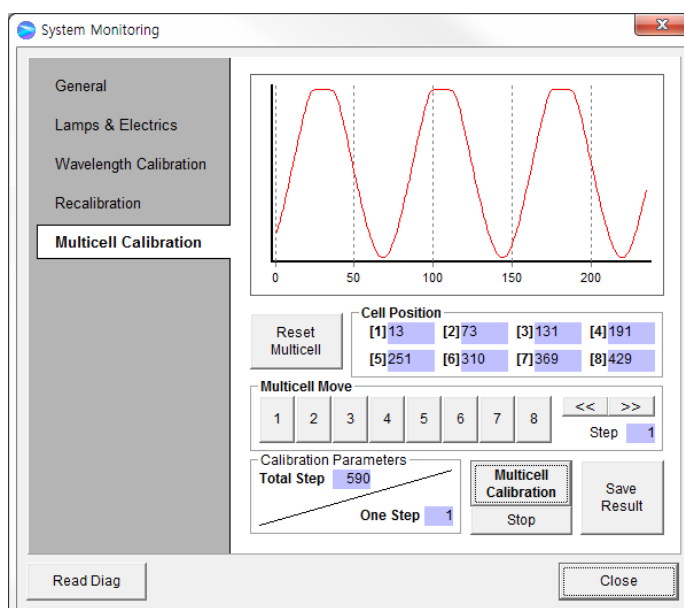 System Monitoring
General
Lamps & Electrics
Wavelength Calibration
Recalibration
Multicell Calibration
0 50 100 150 200
Reset
Multicell
Cell Position
[1] 13 [2] 73 [3] 131 [4] 191
[5] 251 [6] 310 [7] 369 [8] 429
Multicell Move
1 2 3 4 5 6 7 8 << >>
Step 1
Calibration Parameters
Total Step 590
One Step 1
Multicell
Calibration
Stop
Save
Result
Read Diag
Close